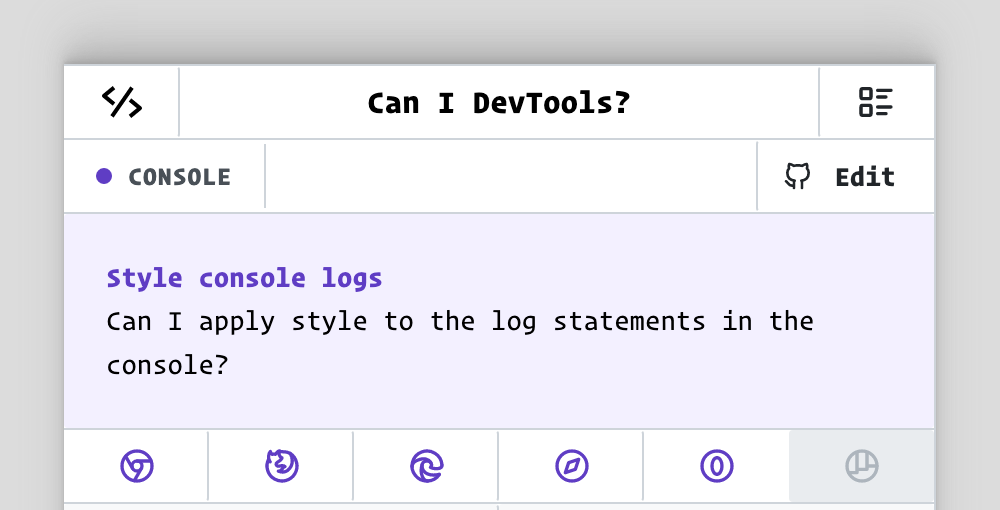 Can I DevTools?
CONSOLE
Edit
Style console logs
Can I apply style to the log statements in the
console?